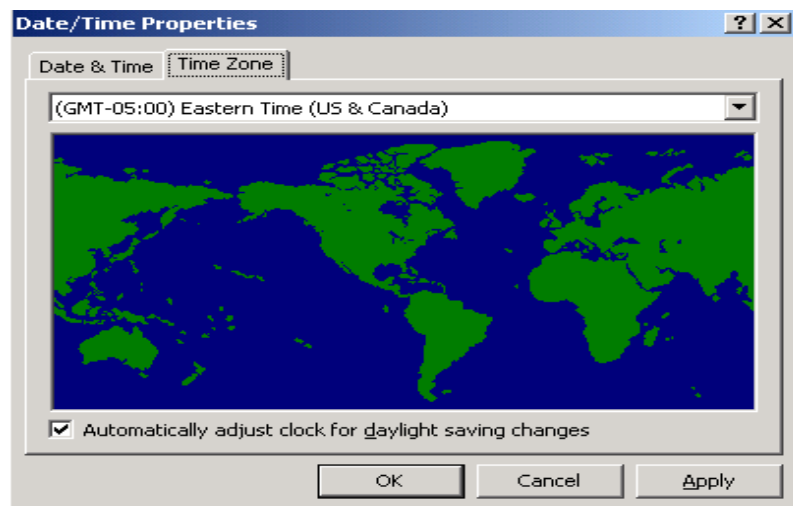 Date/Time Properties
Date & Time Time Zone
(GMT-05:00) Eastern Time (US & Canada)
Automatically adjust clock for daylight saving changes
OK Cancel Apply